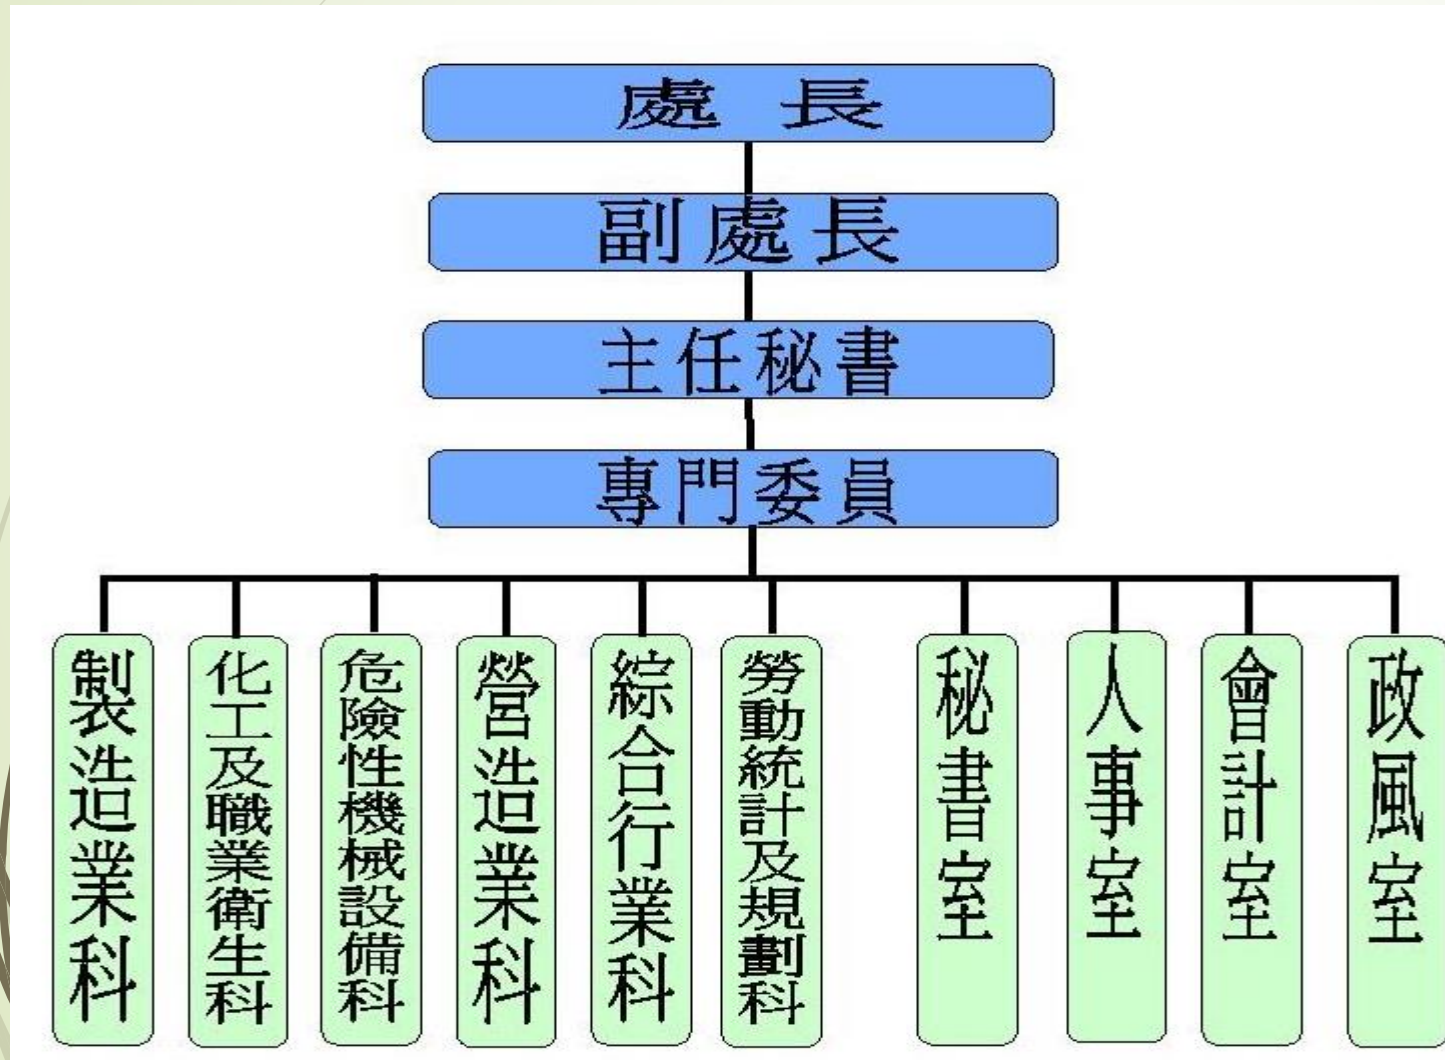 處 長
副處長
主任秘書
專門委員
製造業科
化工及職業衛生科
危險性機械設備科
營造業科
綜合行業科
勞動統計及規劃科
秘書室
人事室
會計室
政風室